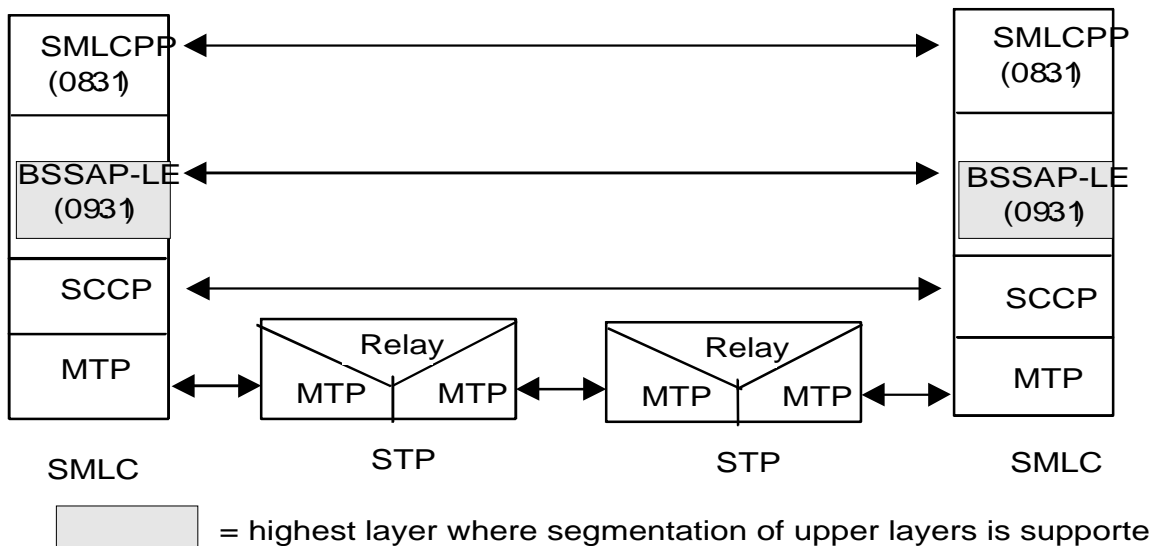 SMLCPP
(0831)
SMLCPP
(0831)
BSSAP-LE
(0931)
BSSAP-LE
(0931)
SCCP
SCCP
MTP
Relay
MTP MTP
Relay
MTP MTP
MTP
SMLC
STP
STP
SMLC
= highest layer where segmentation of upper layers is supporte